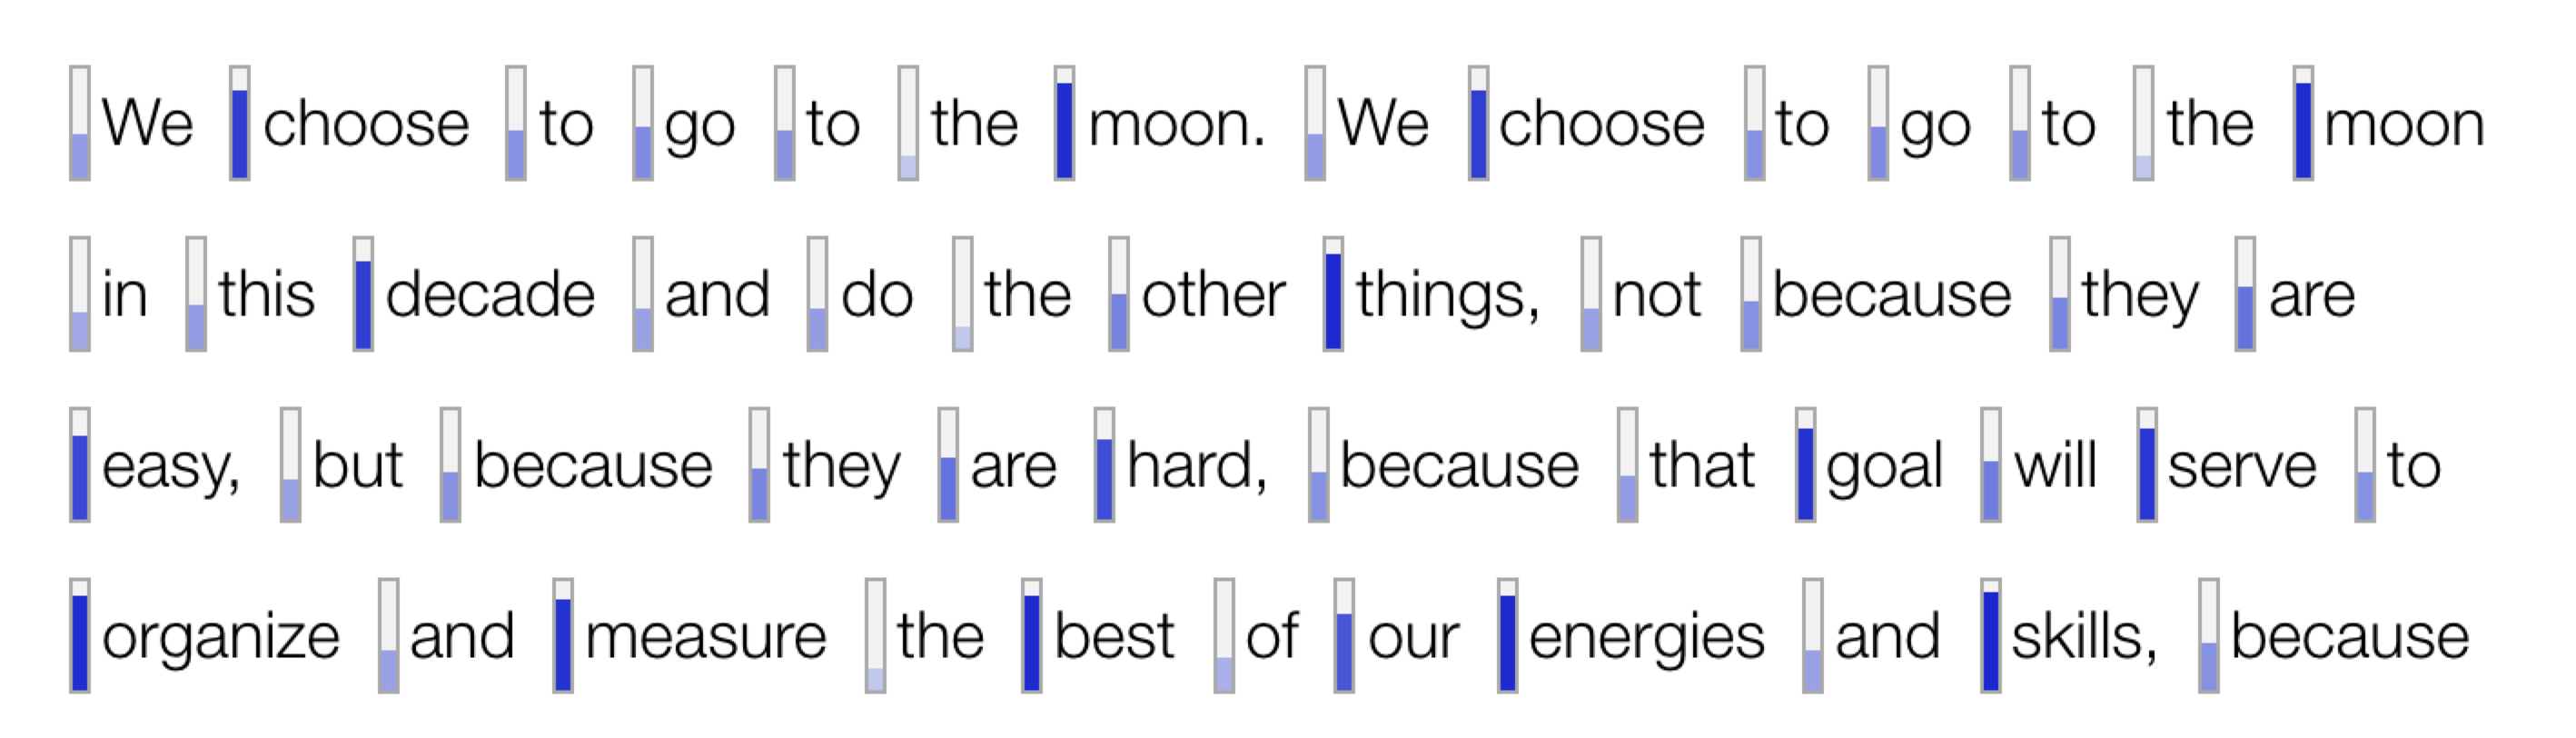 We choose to go to the moon. We choose to go to the moon
in this decade and do the other things, not because they are
easy, but because they are hard, because that goal will serve to
organize and measure the best of our energies and skills, because